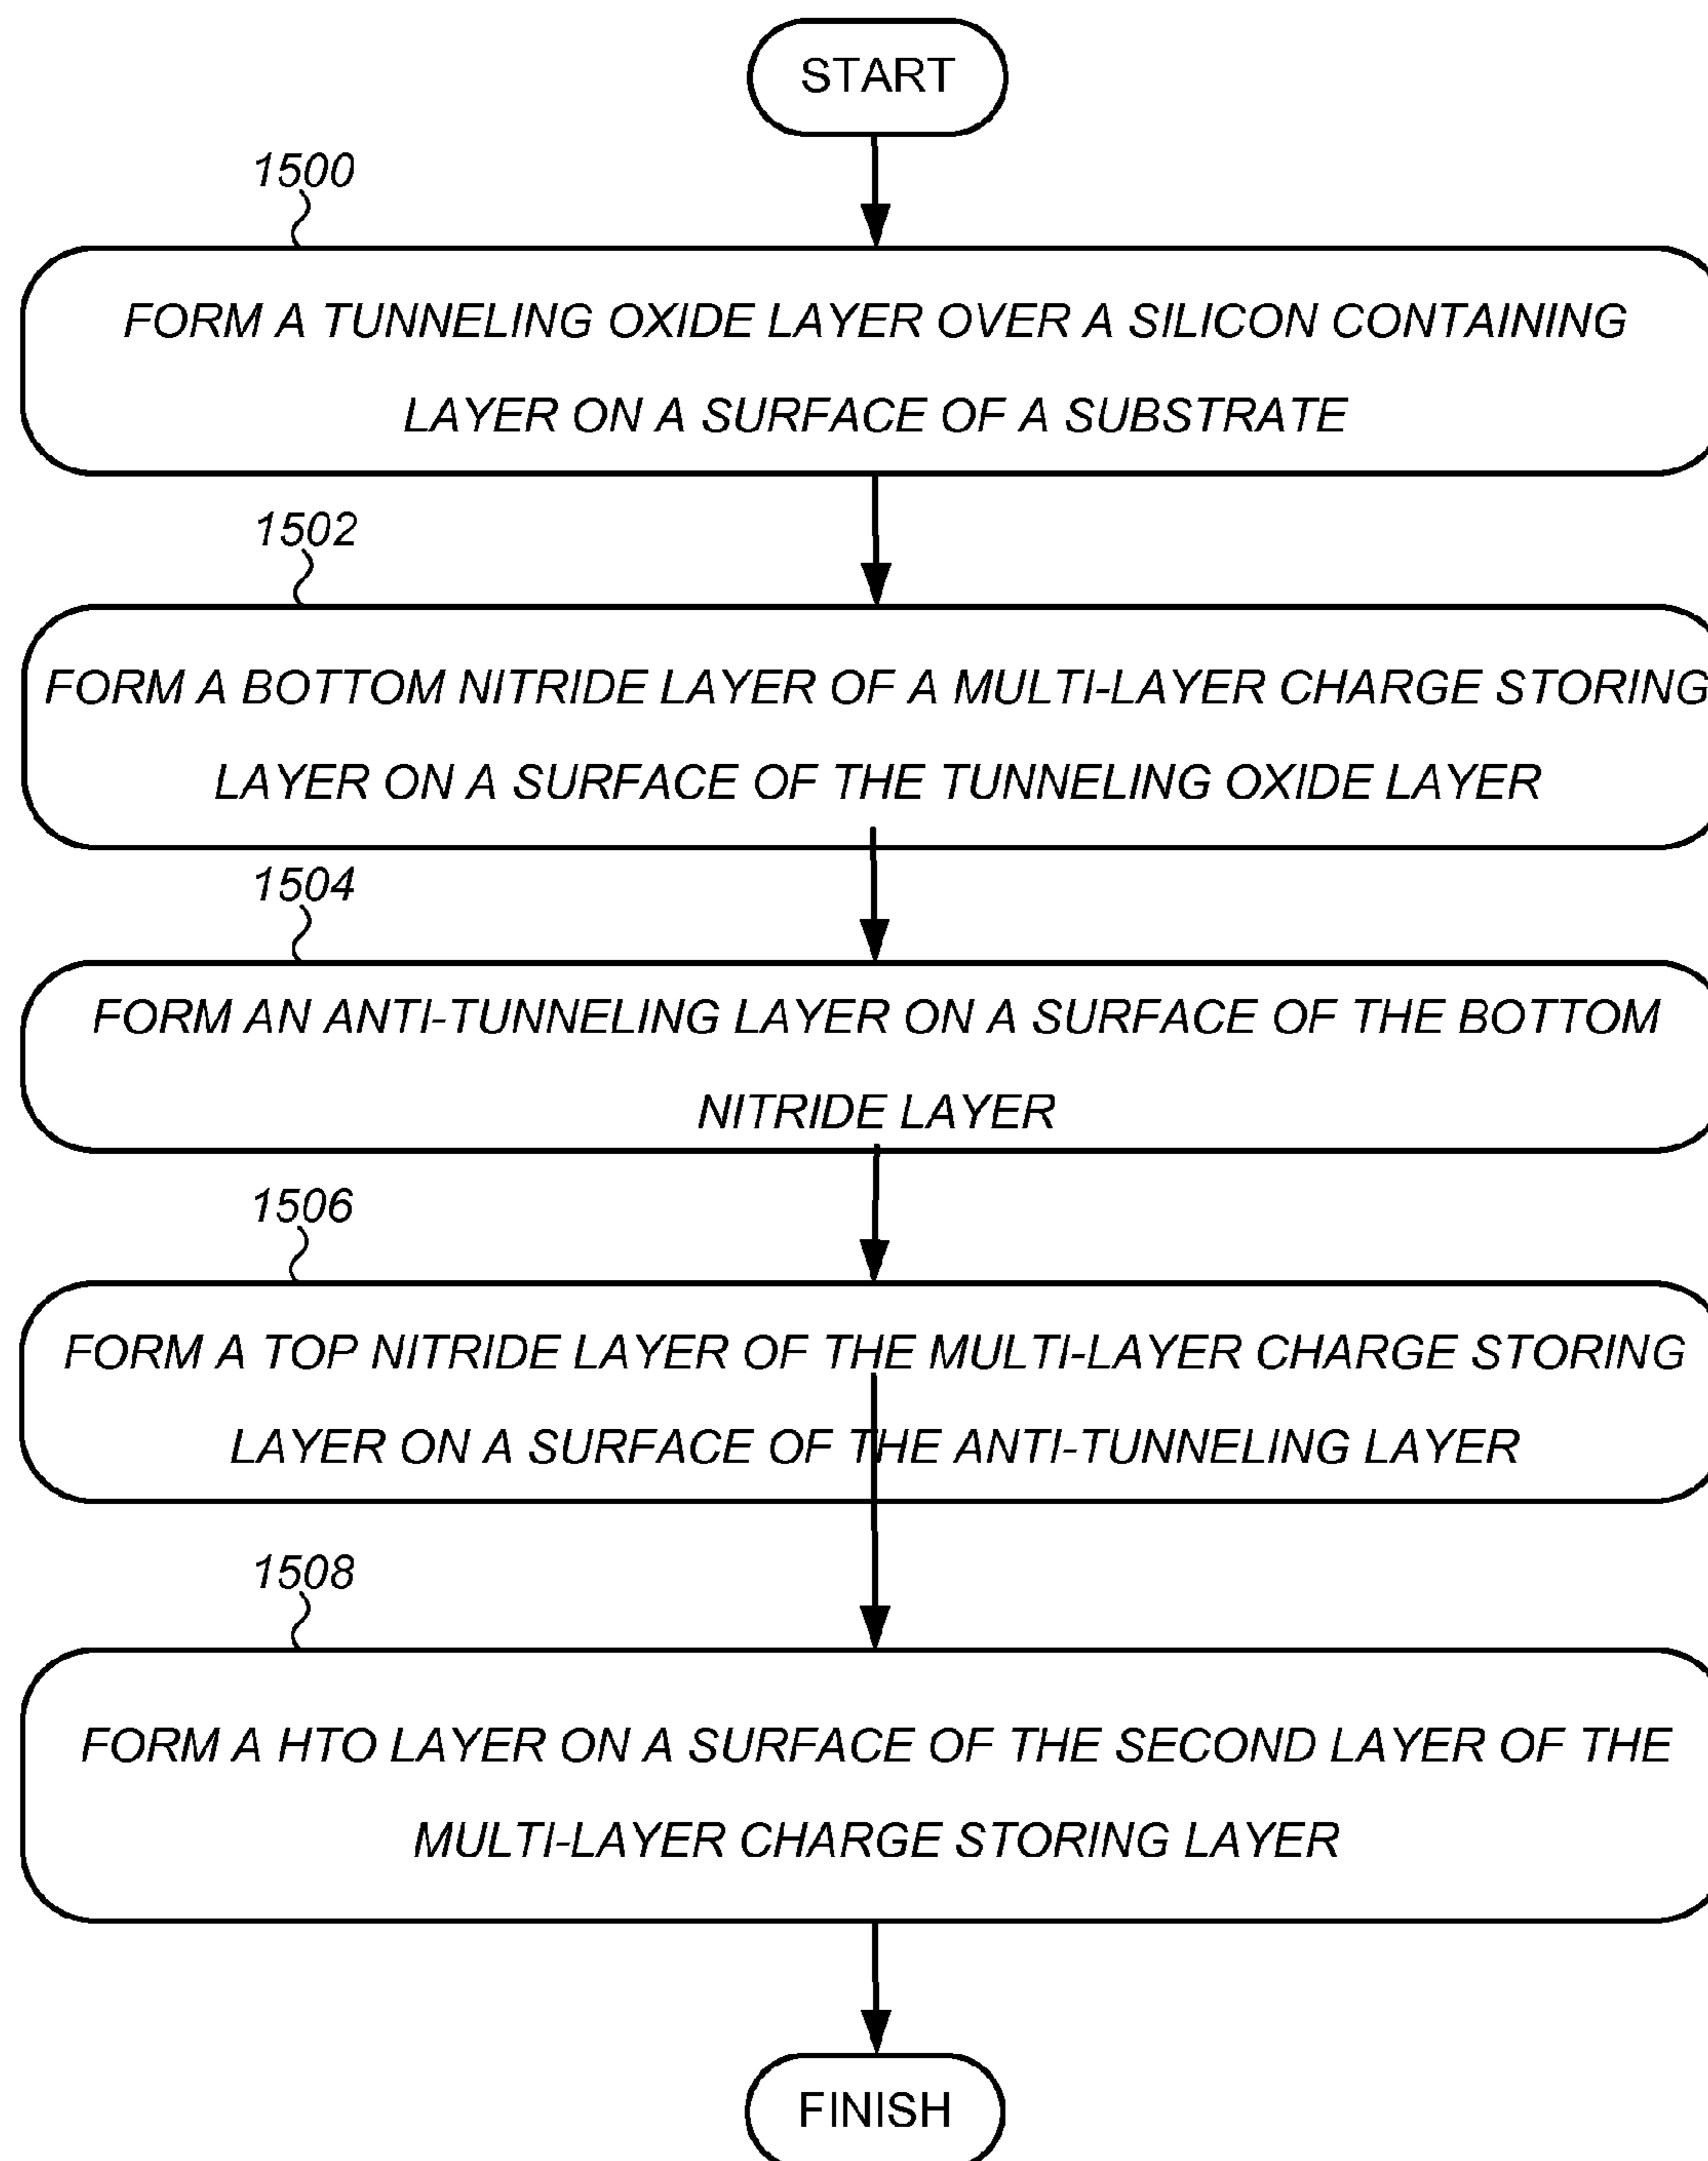 START
1500
FORM A TUNNELING OXIDE LAYER OVER A SILICON CONTAINING
LAYER ON A SURFACE OF A SUBSTRATE
1502
FORM A BOTTOM NITRIDE LAYER OF A MULTI-LAYER CHARGE STORING
LAYER ON A SURFACE OF THE TUNNELING OXIDE LAYER
1504
FORM AN ANTI-TUNNELING LAYER ON A SURFACE OF THE BOTTOM
NITRIDE LAYER
1506
FORM A TOP NITRIDE LAYER OF THE MULTI-LAYER CHARGE STORING
LAYER ON A SURFACE OF THE ANTI-TUNNELING LAYER
1508
FORM A HTO LAYER ON A SURFACE OF THE SECOND LAYER OF THE
MULTI-LAYER CHARGE STORING LAYER
FINISH